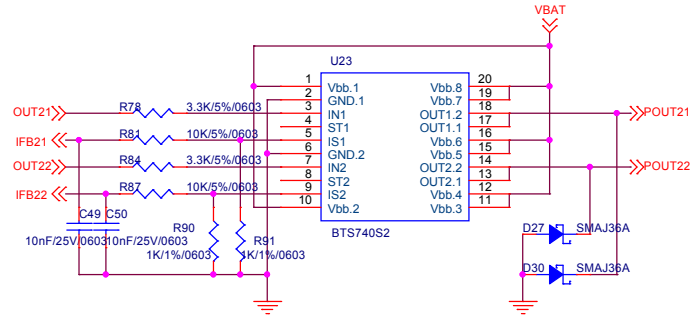 VBAT
U23
1 Vbb.1 Vbb.8 20
2 GND.1 Vbb.7 19
OUT21 R78 3.3K/5%/0603 3 IN1 OUT1.2 18 POUT21
4 ST1 OUT1.1 17
IFB21 R81 10K/5%/0603 5 IS1 Vbb.6 16
6 GND.2 Vbb.5 15
OUT22 R84 3.3K/5%/0603 7 IN2 OUT2.2 14 POUT22
8 ST2 OUT2.1 13
IFB22 R87 10K/5%/0603 9 IS2 Vbb.4 12
10 Vbb.2 Vbb.3 11
BTS740S2
C49 C50
10nF/25V/0603 10nF/25V/0603
R90 R91
1K/1%/0603 1K/1%/0603
D27 SMAJ36A
D30 SMAJ36A